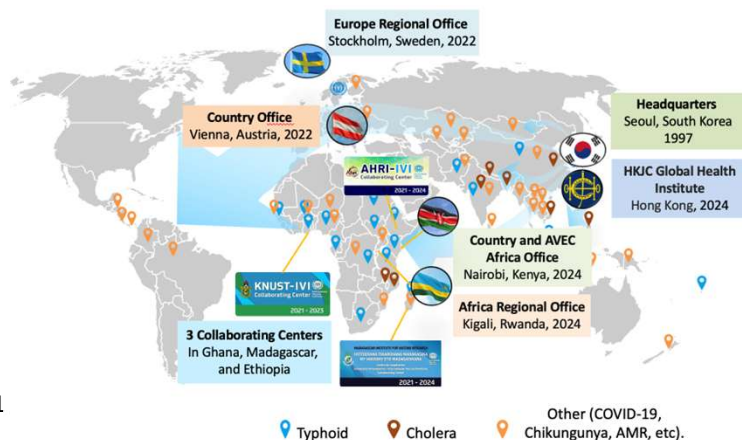 Europe Regional Office
Stockholm, Sweden, 2022
Country Office
Vienna, Austria, 2022
Headquarters
Seoul, South Korea
1997
HKJC Global Health
Institute
Hong Kong, 2024
AHRI-IVI
Collaborating Center
2021 - 2024
Country and AVEC
Africa Office
Nairobi, Kenya, 2024
KNUST-IVI
Collaborating Center
2021 - 2023
Africa Regional Office
Kigali, Rwanda, 2024
3 Collaborating Centers
In Ghana, Madagascar,
and Ethiopia
2021 - 2024
Typhoid
Cholera
Other (COVID-19,
Chikungunya, AMR, etc).